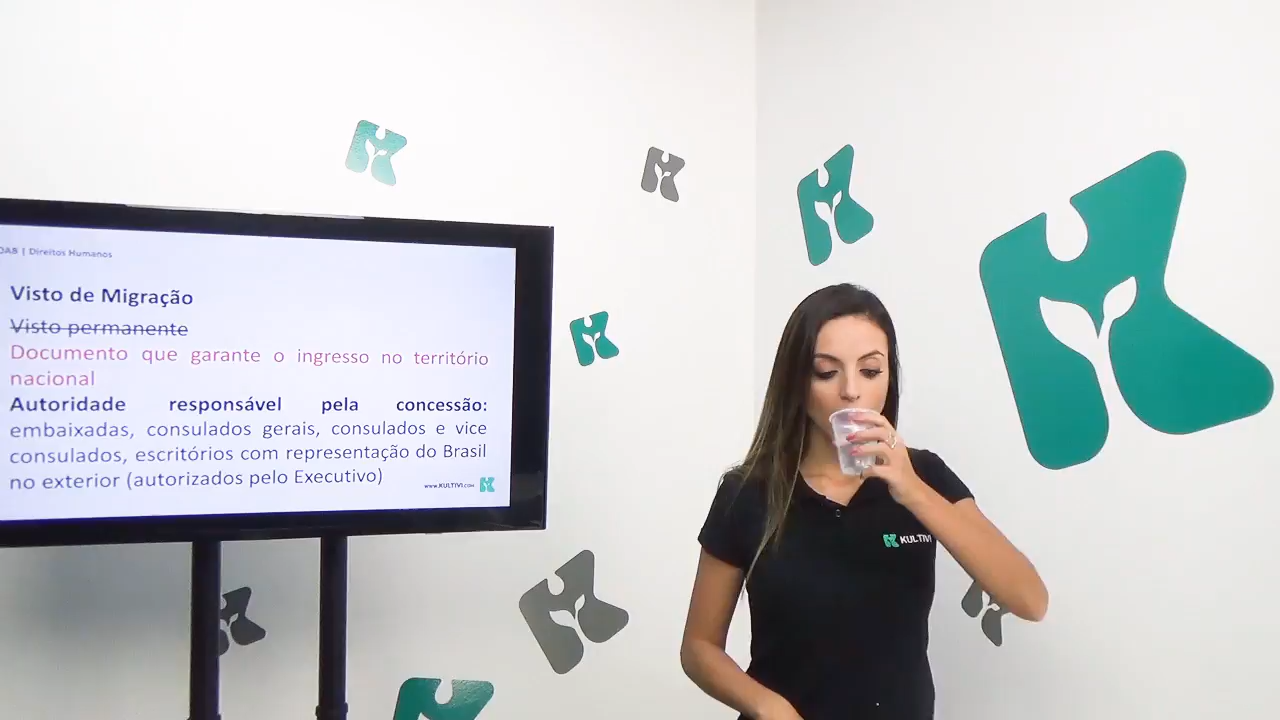 OAB | Direitos Humanos
Visto de Migração
Visto permanente
Documento que garante o ingresso no território
nacional
Autoridade responsável pela concessão:
embaixadas, consulados gerais, consulados e vice
consulados, escritórios com representação do Brasil
no exterior (autorizados pelo Executivo)
www.KULTIVI.COM
KULTIVI